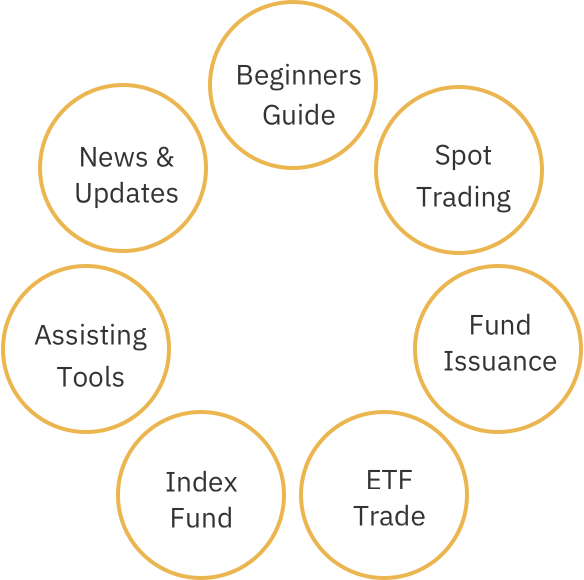 Beginners
Guide
Spot
Trading
Fund
Issuance
ETF
Trade
Index
Fund
Assisting
Tools
News &
Updates